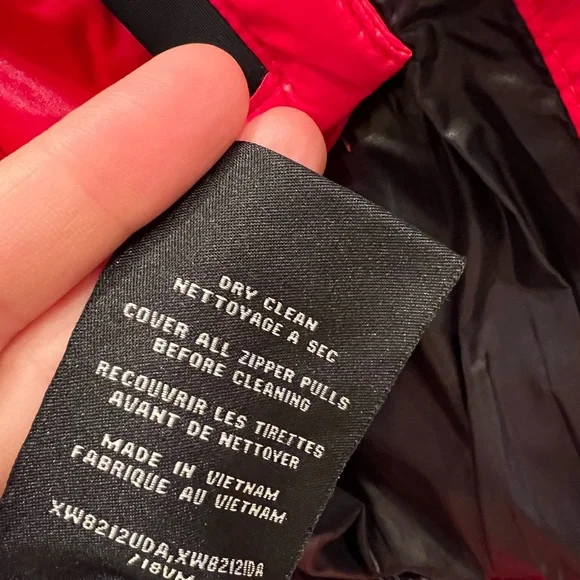 DRY CLEAN
NETTOYAGE A SEC
COVER ALL ZIPPER PULLS
BEFORE CLEANING
RECOUVRIR LES TIRETTES
AVANT DE NETTOYER
MADE IN VIETNAM
FABRIQUE AU VIETNAM
XW8212UDA,XW8212IDA